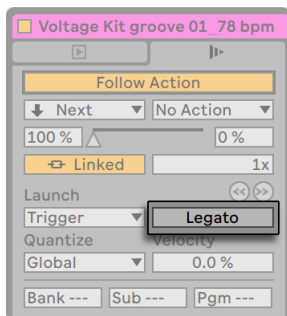 Voltage Kit groove 01_78 bpm
Follow Action
Next No Action
100 % 0 %
Linked 1x
Launch
Trigger Legato
Quantize Velocity
Global 0.0 %
Bank --- Sub --- Pgm ---